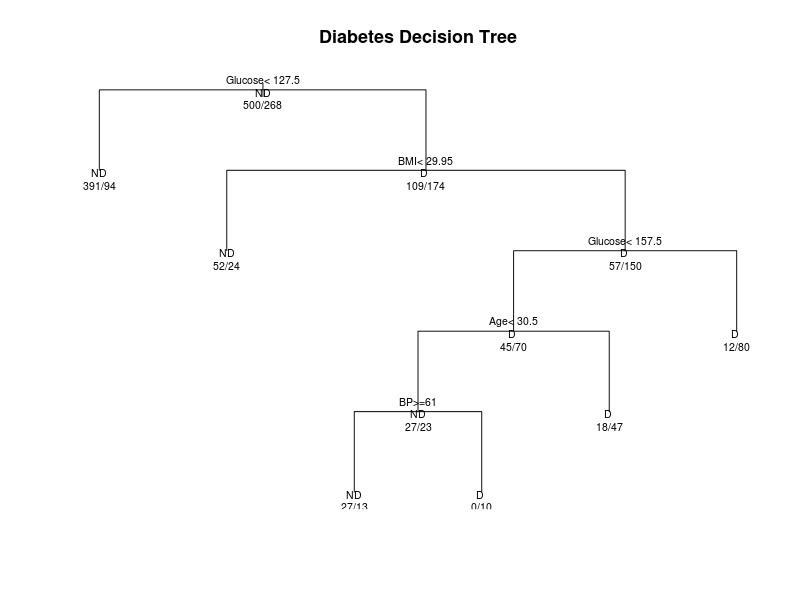 Diabetes Decision Tree
Glucose< 127.5
ND
500/268
ND
391/94
BMI< 29.95
D
109/174
ND
52/24
Glucose< 157.5
D
57/150
Age< 30.5
D
45/70
D
12/80
BP>=61
ND
27/23
D
18/47
ND
27/13
D
0/10